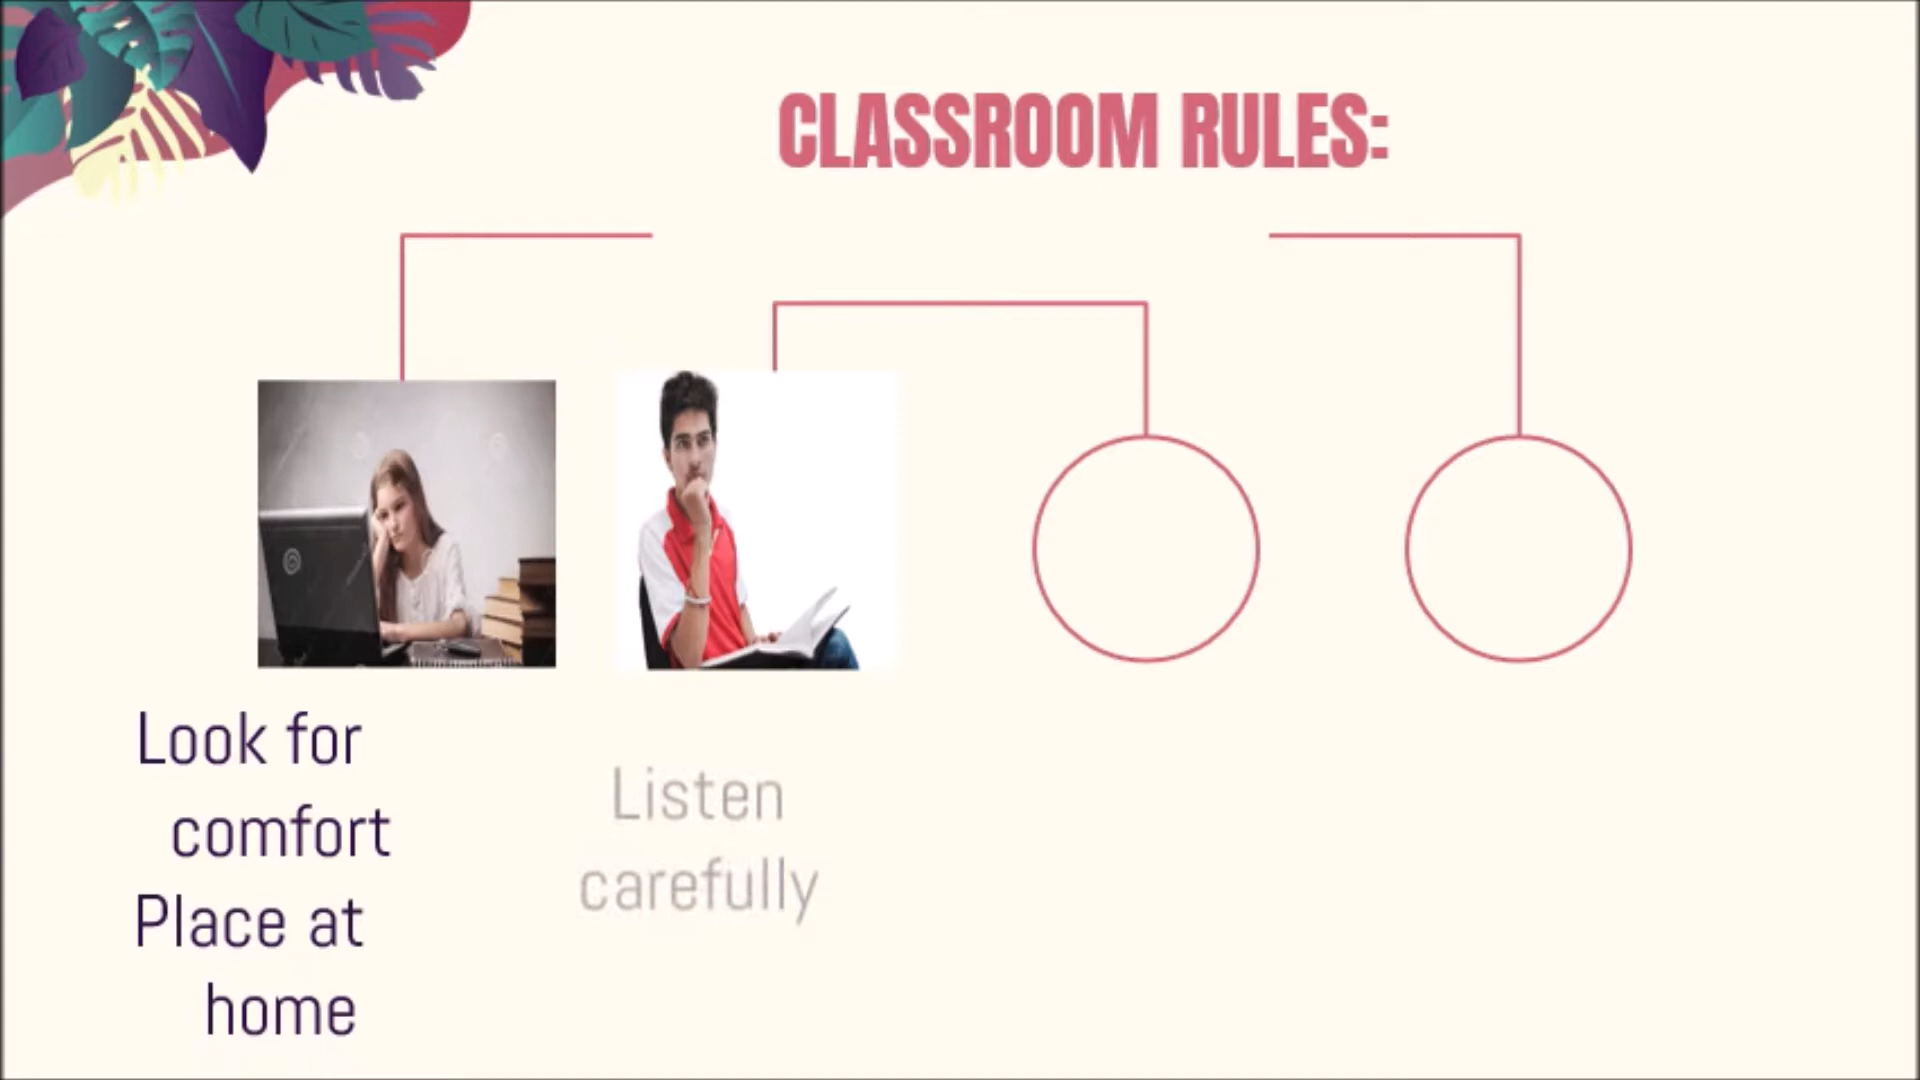 CLASSROOM RULES:
Look for
comfort
Place at
home
Listen
carefully